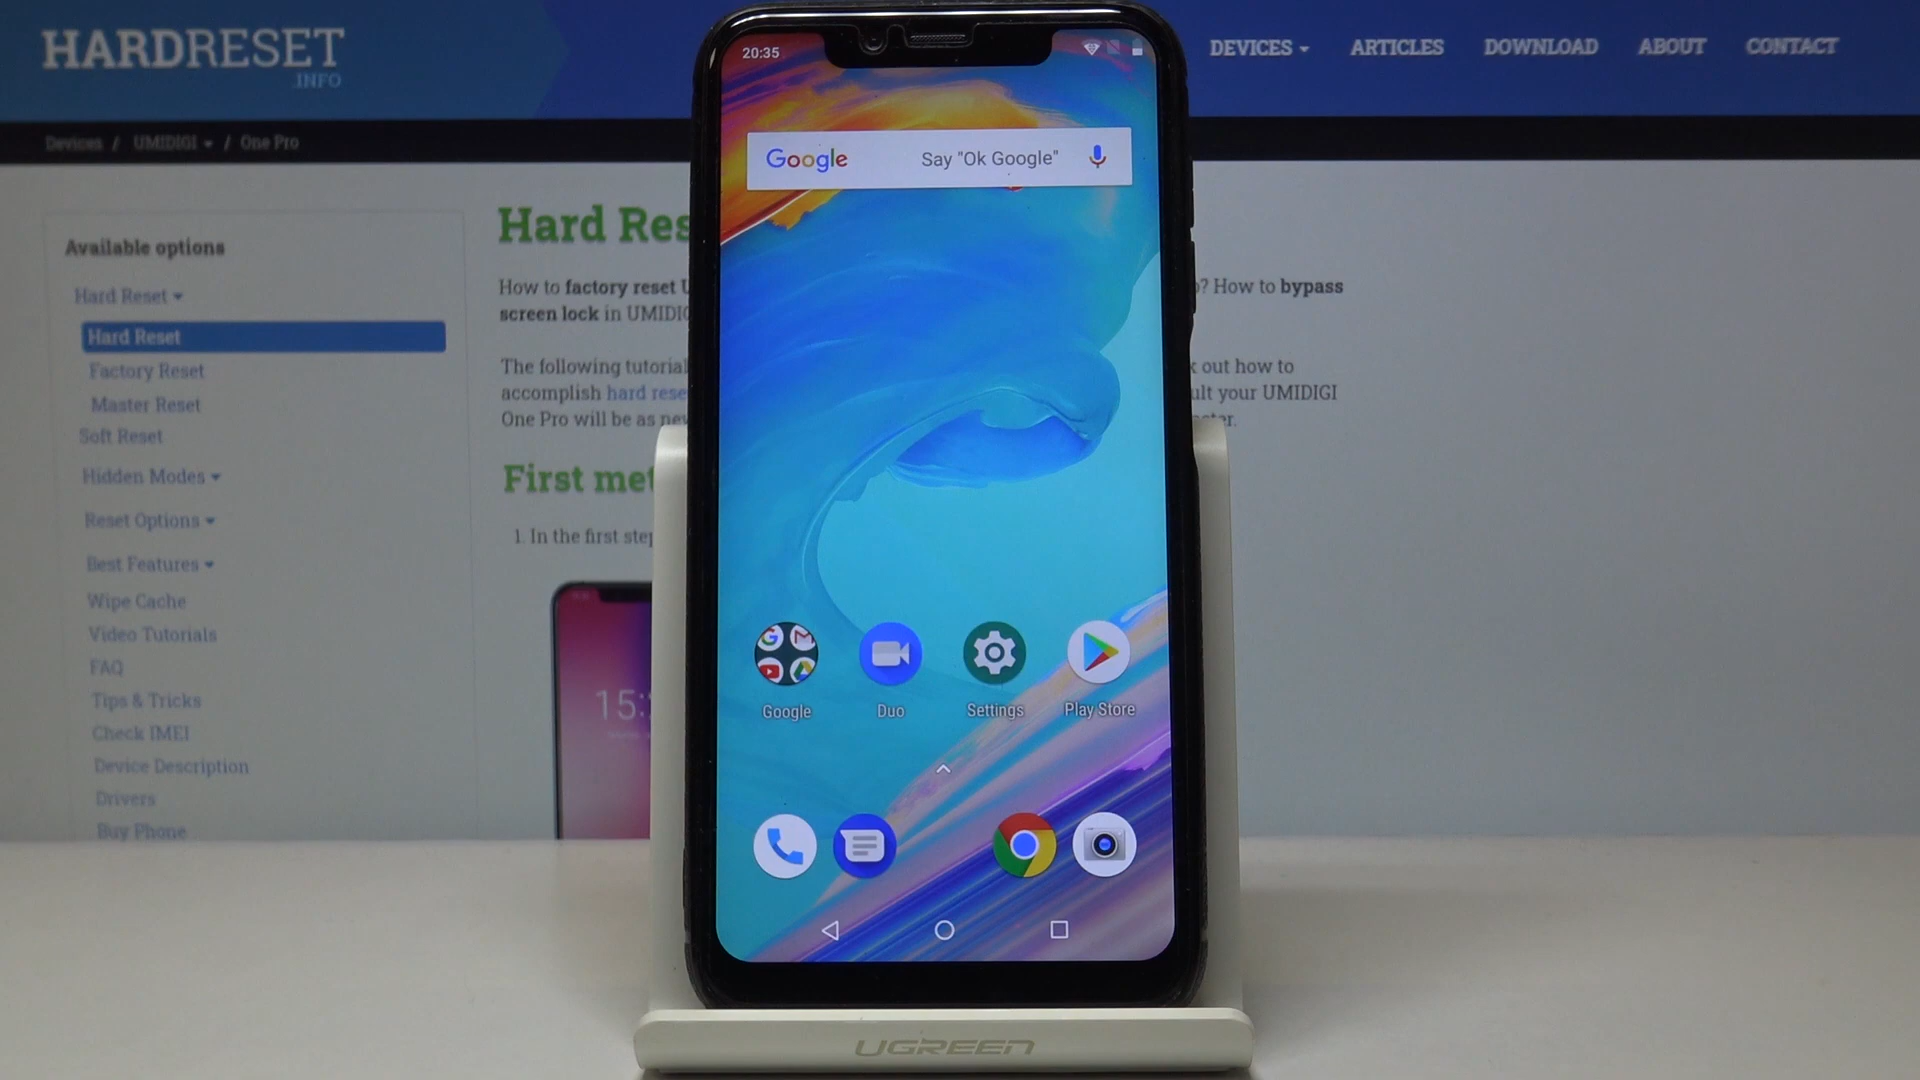 HARDRESET
.INFO
DEVICES
ARTICLES
DOWNLOAD
ABOUT
CONTACT
Devices / UMIDIGI / One Pro
Available options
Hard Reset
Hard Reset
Factory Reset
Master Reset
Soft Reset
Hidden Modes
Reset Options
Best Features
Wipe Cache
Video Tutorials
FAQ
Tips & Tricks
Check IMEI
Device Description
Drivers
Buy Phone
Hard Res
How to factory reset
? How to bypass
screen lock in UMIDIG
The following tutorial
out how to
accomplish hard rese
ult your UMIDIGI
One Pro will be as
First met
1. In the first step
15:
20:35
Google
Say "Ok Google"
Google
Duo
Settings
Play Store
UGREEN